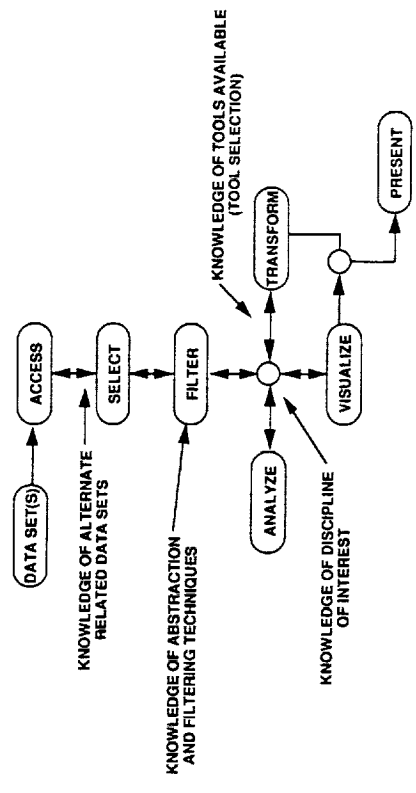 DATA SET(S)
ACCESS
KNOWLEDGE OF ALTERNATE
RELATED DATA SETS
SELECT
KNOWLEDGE OF ABSTRACTION
AND FILTERING TECHNIQUES
FILTER
KNOWLEDGE OF TOOLS AVAILABLE
(TOOL SELECTION)
ANALYZE
TRANSFORM
KNOWLEDGE OF DISCIPLINE
OF INTEREST
VISUALIZE
PRESENT